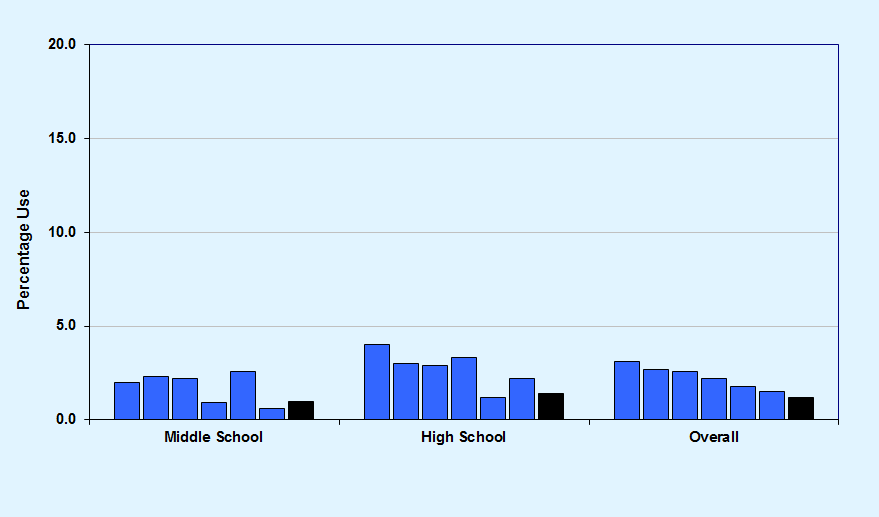 20.0
15.0
10.0
5.0
0.0
Percentage Use
Middle School
High School
Overall